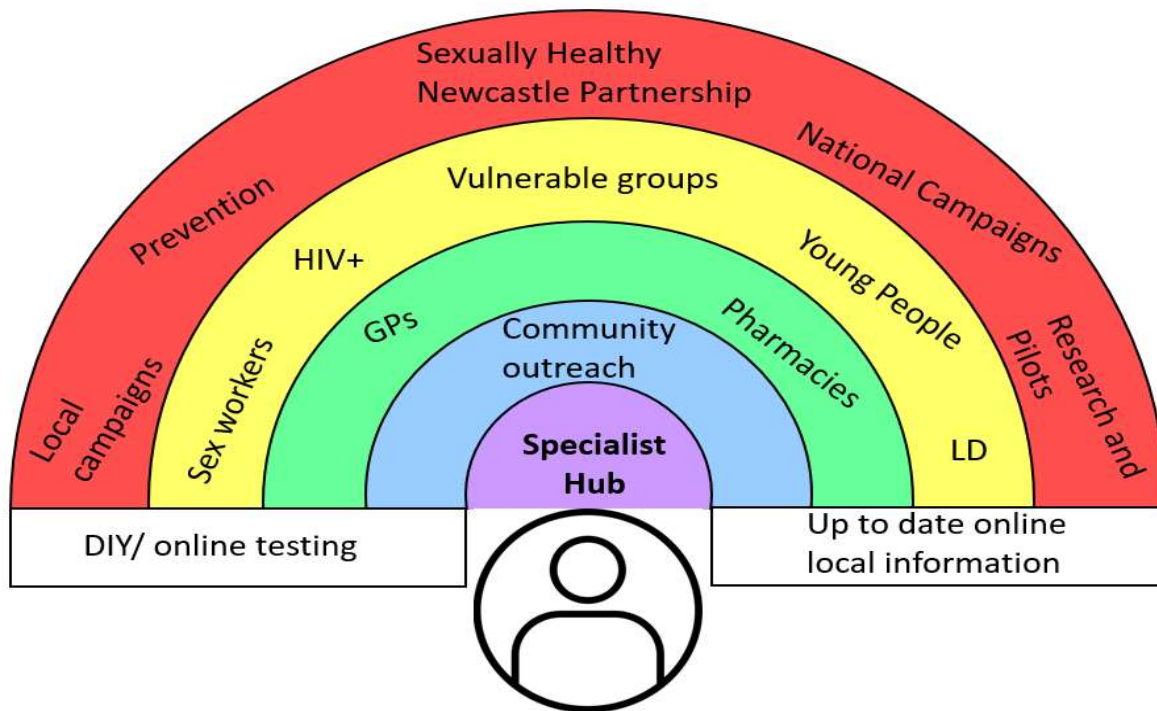 Sexually Healthy
Newcastle Partnership
Prevention
National Campaigns
Local
campaigns
Research and
Pilots
Vulnerable groups
HIV+
Young People
Sex workers
LD
GPs
Pharmacies
Community
outreach
Specialist
Hub
DIY/ online testing
Up to date online
local information